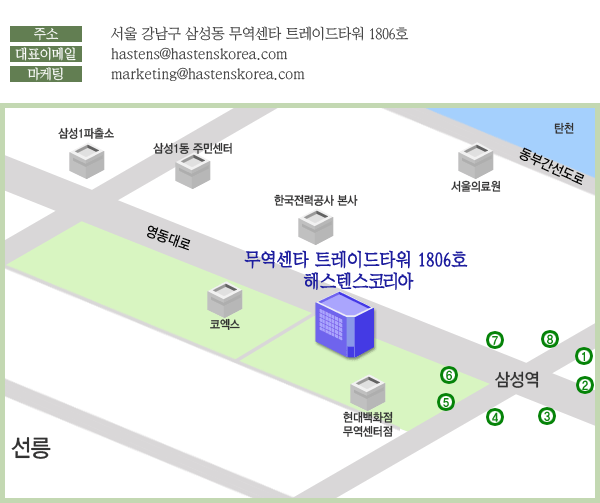 주소 서울 강남구 삼성동 무역센타 트레이드타워 1806호
대표이메일 hastens@hastenskorea.com
마케팅 marketing@hastenskorea.com
탄천
삼성1파출소
삼성1동 주민센터
동부간선도로
서울의료원
한국전력공사 본사
영동대로
무역센타 트레이드타워 1806호
해스텐스코리아
코엑스
7
8
1
6
삼성역
2
5
4
3
현대백화점
무역센터점
선릉